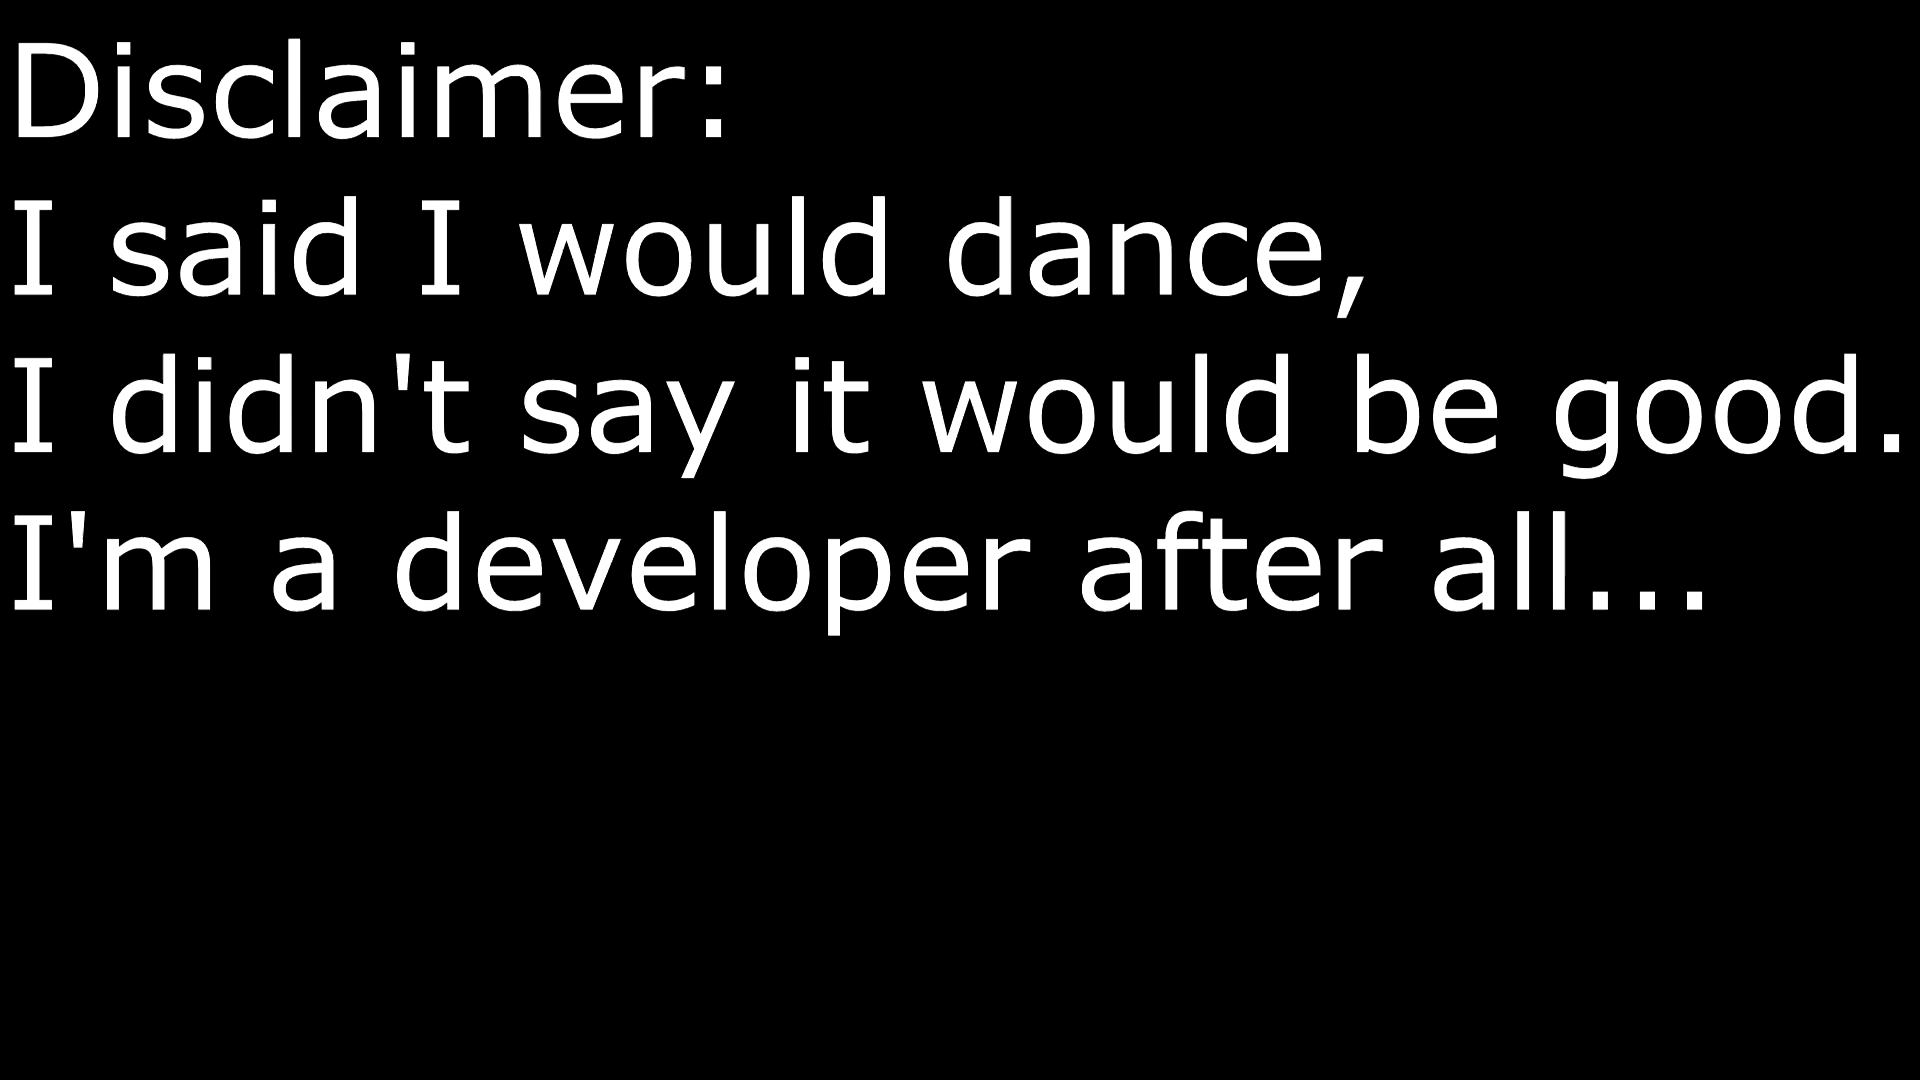 Disclaimer:
I said I would dance,
I didn't say it would be good.
I'm a developer after all...